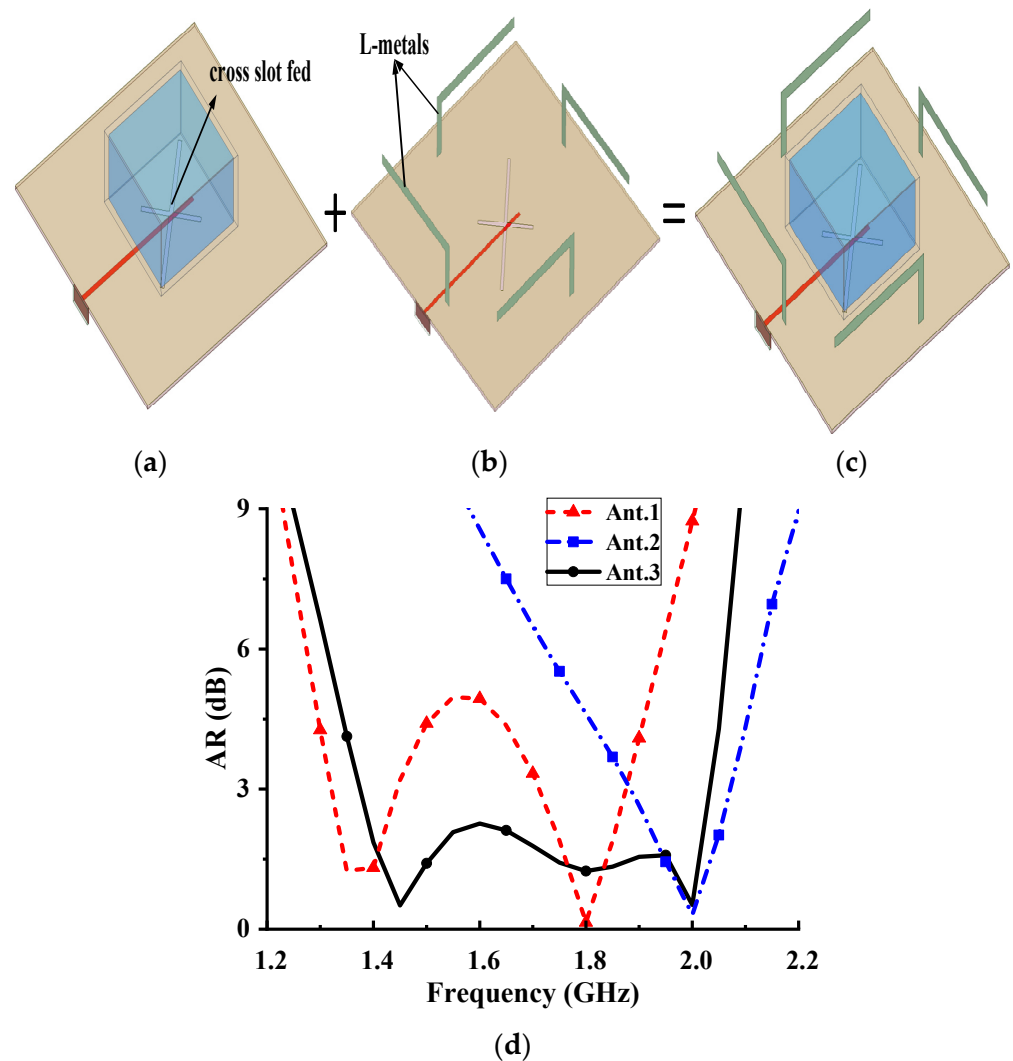 cross slot fed
L-metals
+
=
(a)
(b)
(c)
Ant.1
Ant.2
Ant.3
AR (dB)
9
6
3
0
1.2 1.4 1.6 1.8 2.0 2.2
Frequency (GHz)
(d)